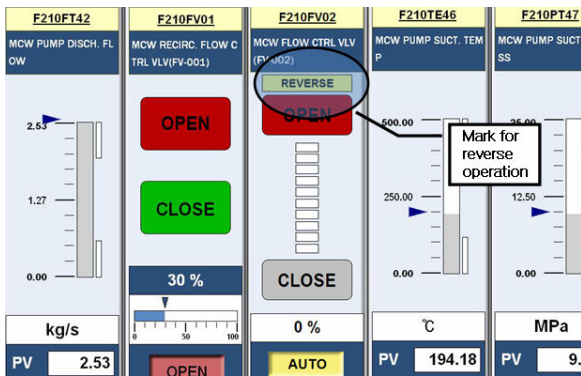 F210FT42
MCW PUMP DISCH. FL
OW
2.53
1.27
0.00
kg/s
PV 2.53
F210FV01
MCW RECIRC. FLOW C
TRL VLV(FV-001)
OPEN
CLOSE
30 %
0 50 100
OPEN
F210FV02
MCW FLOW CTRL VLV
(FV-002)
REVERSE
OPEN
CLOSE
0 %
AUTO
F210TE46
MCW PUMP SUCT. TEM
P
500.00
250.00
0.00
℃
PV 194.18
F210PT47
MCW PUMP SUCT
SS
25.00
12.50
0.00
MPa
PV 9.
Mark for
reverse
operation